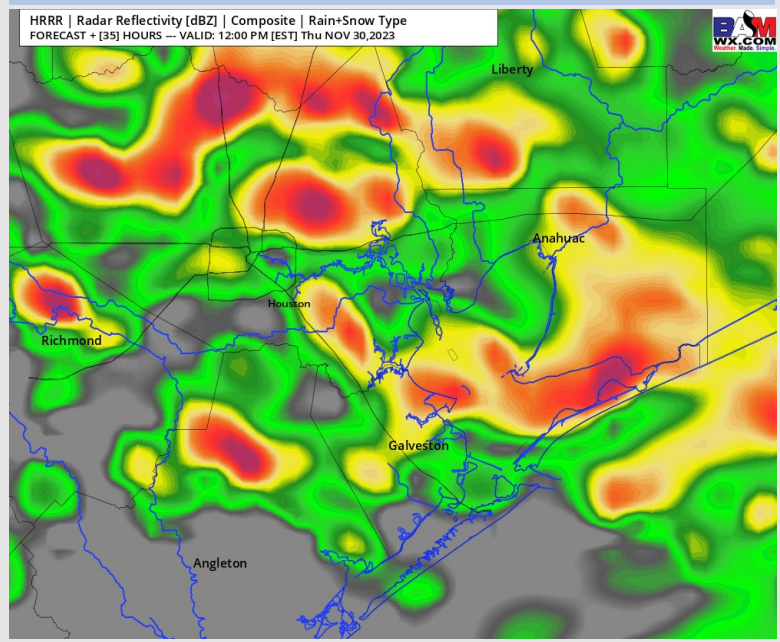 HRRR | Radar Reflectivity [dBZ] | Composite | Rain+Snow Type
FORECAST + [35] HOURS --- VALID: 12:00 PM [EST] Thu NOV 30,2023
BAM
WX.COM
Weather. Made. Simple.
Liberty
Anahuac
Houston
Richmond
Galveston
Angleton